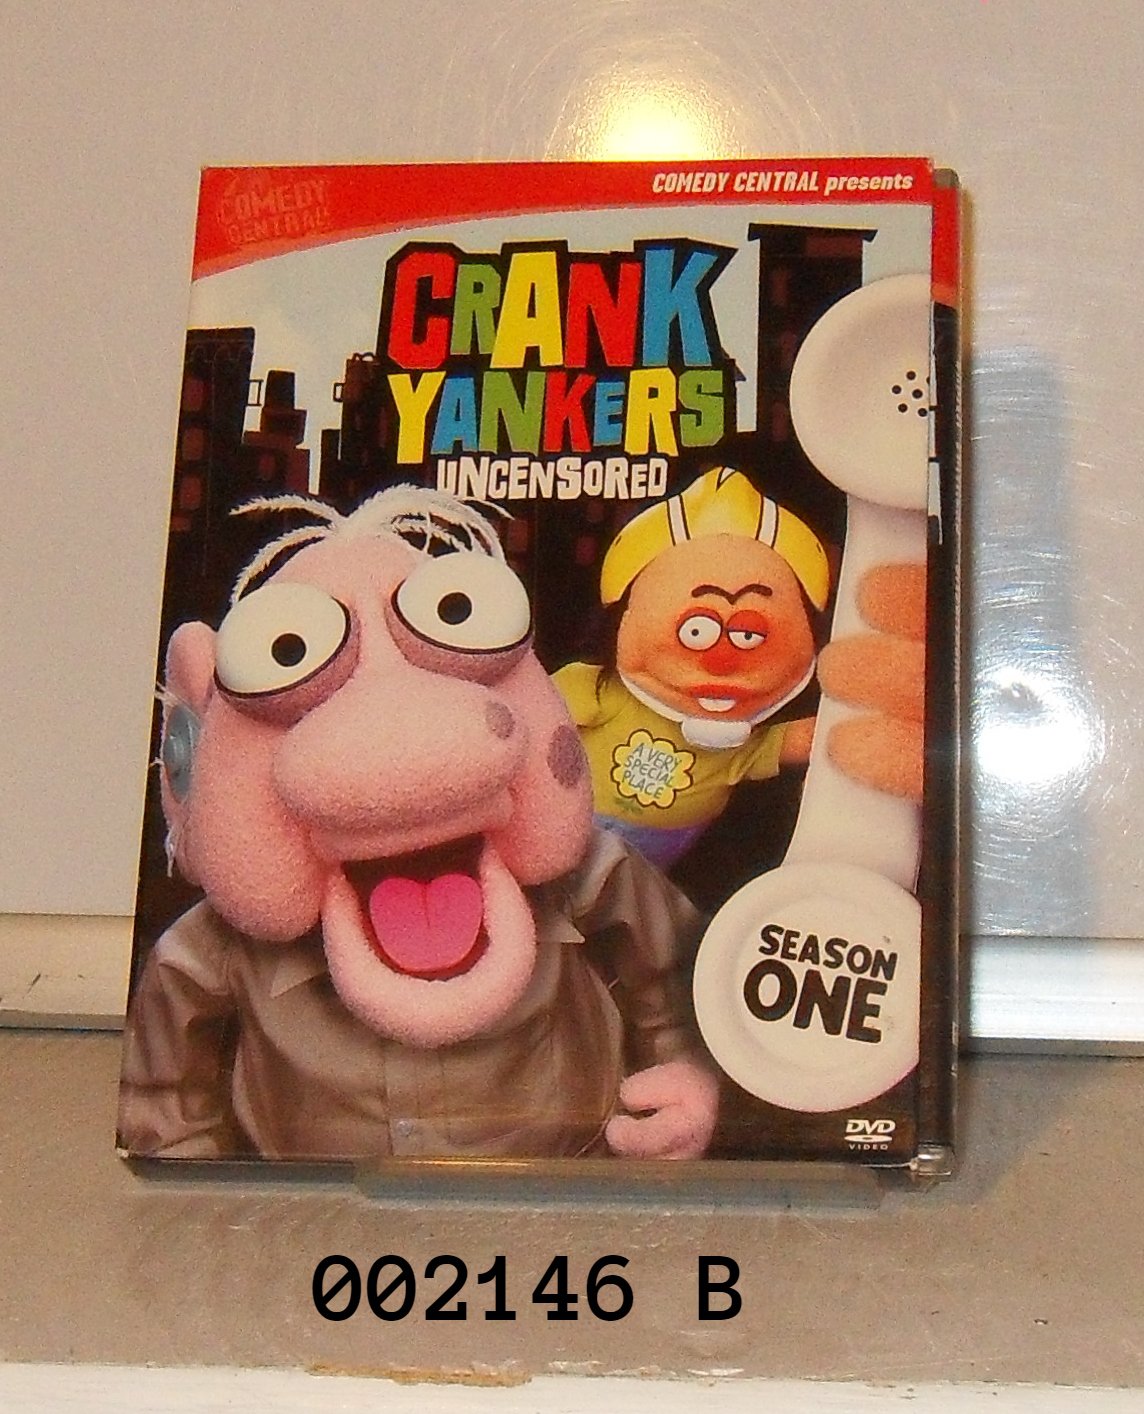 COMEDY
CENTRAL
COMEDY CENTRAL presents
CRANK
YANKERS
UNCENSORED
A VERY
SPECIAL
PLACE
SEASON
ONE
DVD
VIDEO
002146 B